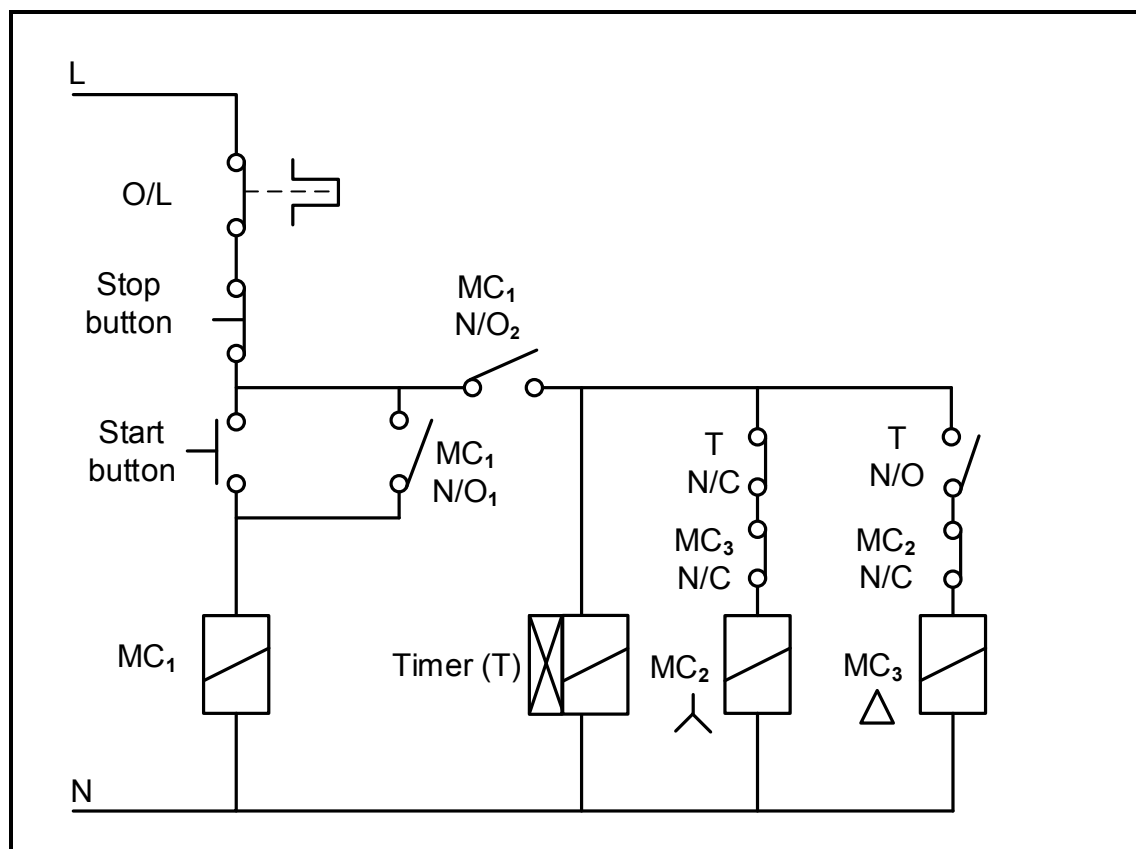 L
O/L
Stop
button
MC₁
N/O₂
Start
button
MC₁
N/O₁
T
N/C
T
N/O
MC₃
N/C
MC₂
N/C
MC₁
Timer (T)
MC₂
MC₃
N